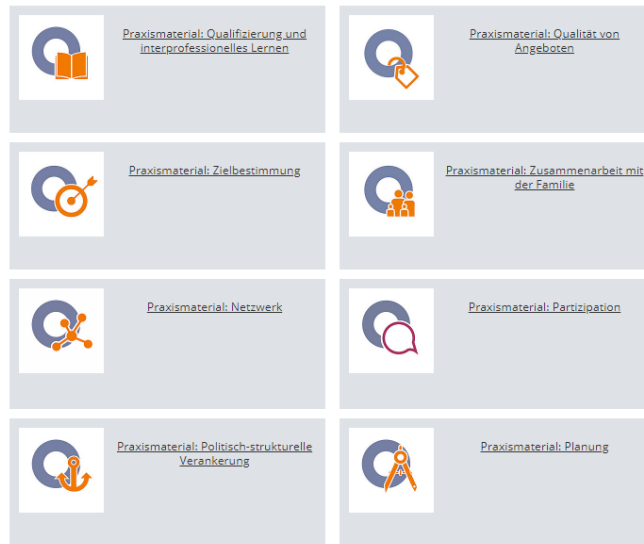 Praxismaterial: Qualifizierung und
interprofessionelles Lernen
Praxismaterial: Qualität von
Angeboten
Praxismaterial: Zielbestimmung
Praxismaterial: Zusammenarbeit mit
der Familie
Praxismaterial: Netzwerk
Praxismaterial: Partizipation
Praxismaterial: Politisch-strukturelle
Verankerung
Praxismaterial: Planung